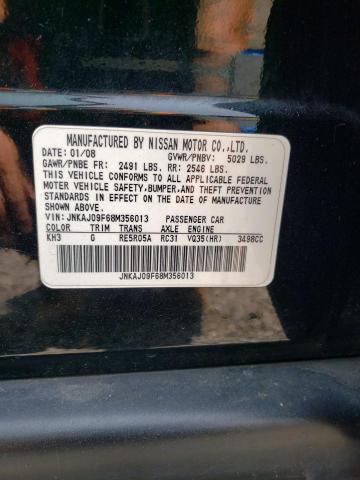 MANUFACTURED BY NISSAN MOTOR CO.,LTD.
DATE: 01/08 GVWR/PNBV: 5029 LBS.
GAWR/PNBE FR: 2491 LBS. RR: 2546 LBS.
THIS VEHICLE CONFORMS TO ALL APPLICABLE FEDERAL
MOTOR VEHICLE SAFETY, BUMPER, AND THEFT PREVENTION
STANDARDS IN EFFECT ON THE DATE OF MANUFACTURE
SHOWN ABOVE.
VIN: JNKAJ09F68M356013 PASSENGER CAR
COLOR TRIM TRANS AXLE ENGINE
KH3 G RE5R05A RC31 VQ35(HR) 3498CC
JNKAJ09F68M356013